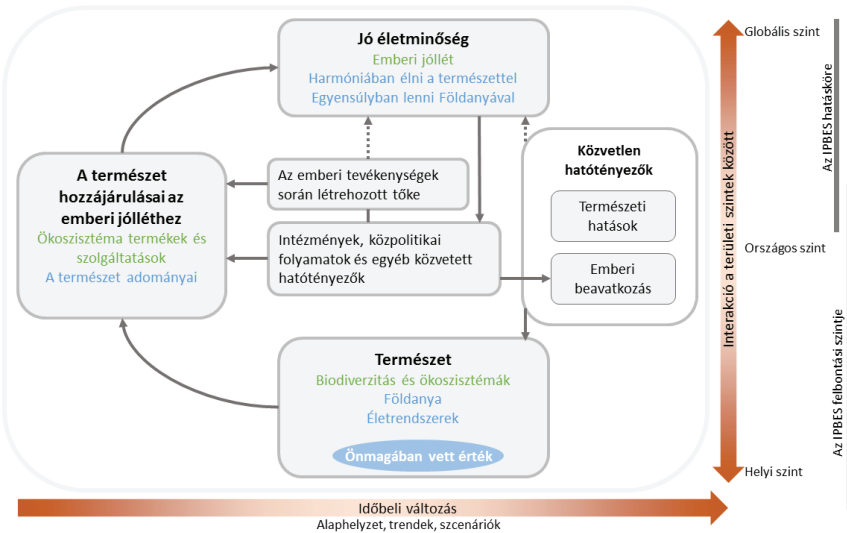 Jó életminőség
Emberi jóllét
Harmóniában élni a természettel
Egyensúlyban lenni Földanyával
A természet
hozzájárulásai az
emberi jólléthez
Ökoszisztéma termékek és
szolgáltatások
A természet adományai
Az emberi tevékenységek
során létrehozott tőke
Intézmények, közpolitikai
folyamatok és egyéb közvetett
hatótényezők
Közvetlen
hatótényezők
Természeti
hatások
Emberi
beavatkozás
Természet
Biodiverzitás és ökoszisztémák
Földanya
Életrendszerek
Önmagában vett érték
Időbeli változás
Alaphelyzet, trendek, szcenáriók
Interakció a területi szintek között
Globális szint
Országos szint
Helyi szint
Az IPBES hatásköre
Az IPBES felbontási szintje